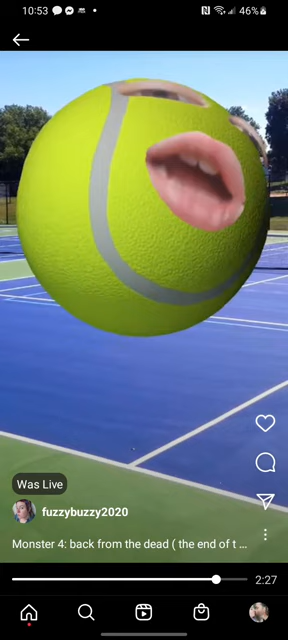 10:53
46%
Was Live
fuzzybuzzy2020
Monster 4: back from the dead ( the end of t ...
2:27